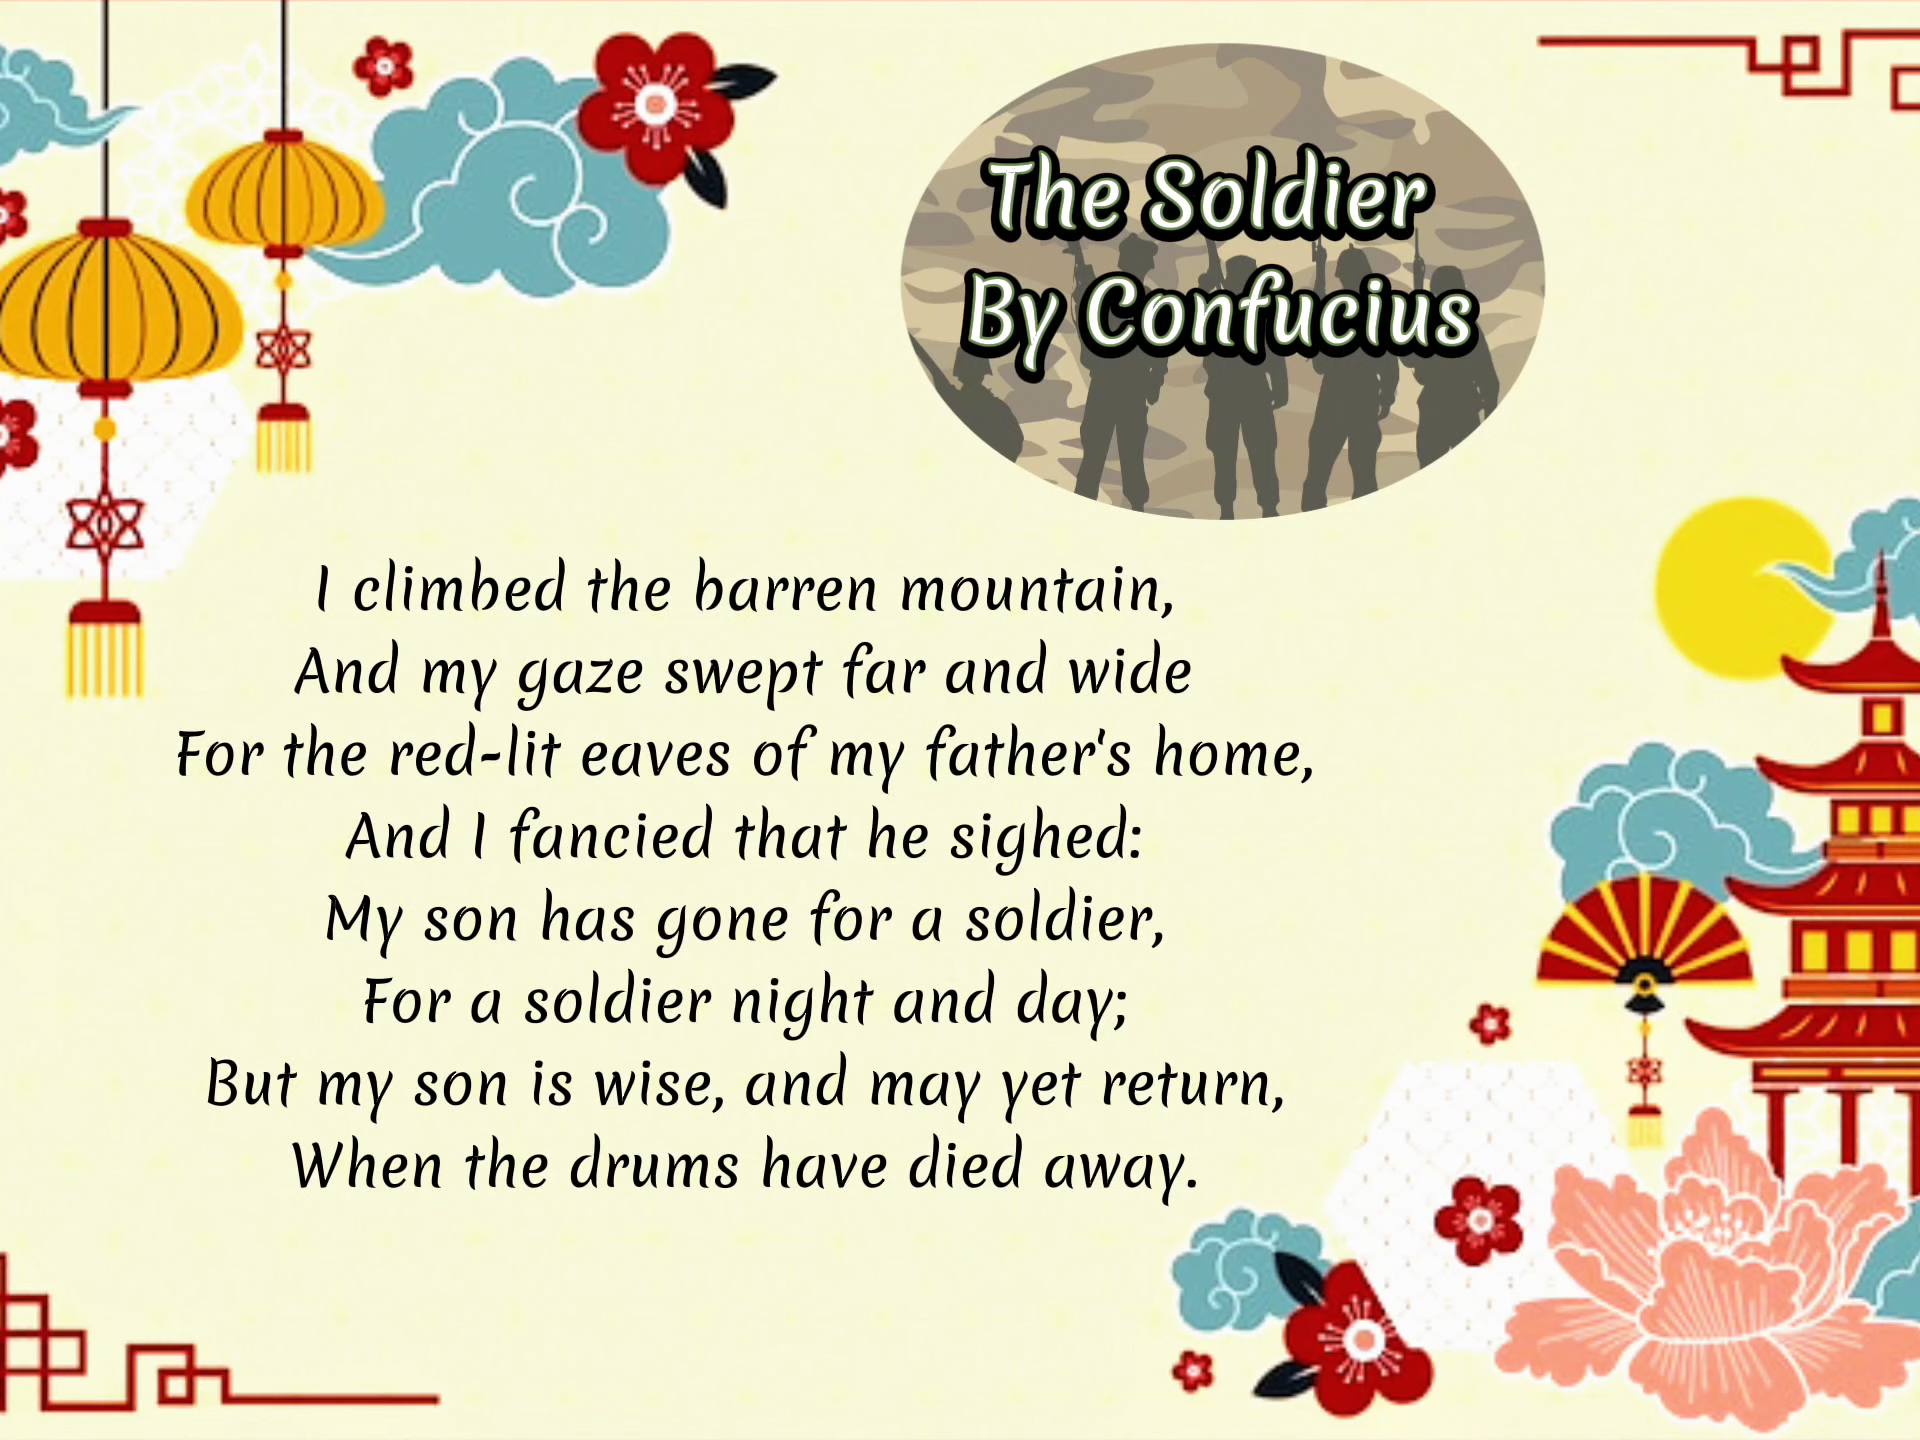 The Soldier
By Confucius
I climbed the barren mountain,
And my gaze swept far and wide
For the red-lit eaves of my father's home,
And I fancied that he sighed:
My son has gone for a soldier,
For a soldier night and day;
But my son is wise, and may yet return,
When the drums have died away.